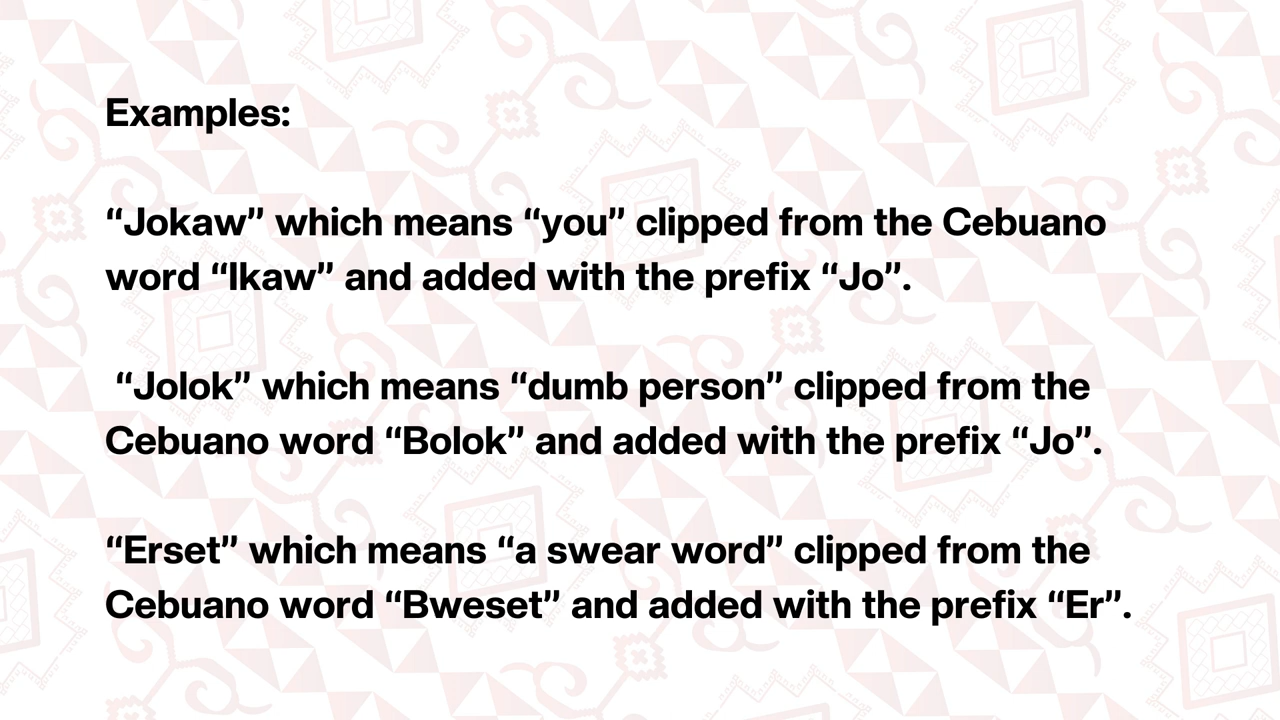 Examples:
“Jokaw” which means “you” clipped from the Cebuano
word “Ikaw” and added with the prefix “Jo”.
“Jolok” which means “dumb person” clipped from the
Cebuano word “Bolok” and added with the prefix “Jo”.
“Erset” which means “a swear word” clipped from the
Cebuano word “Bweset” and added with the prefix “Er”.